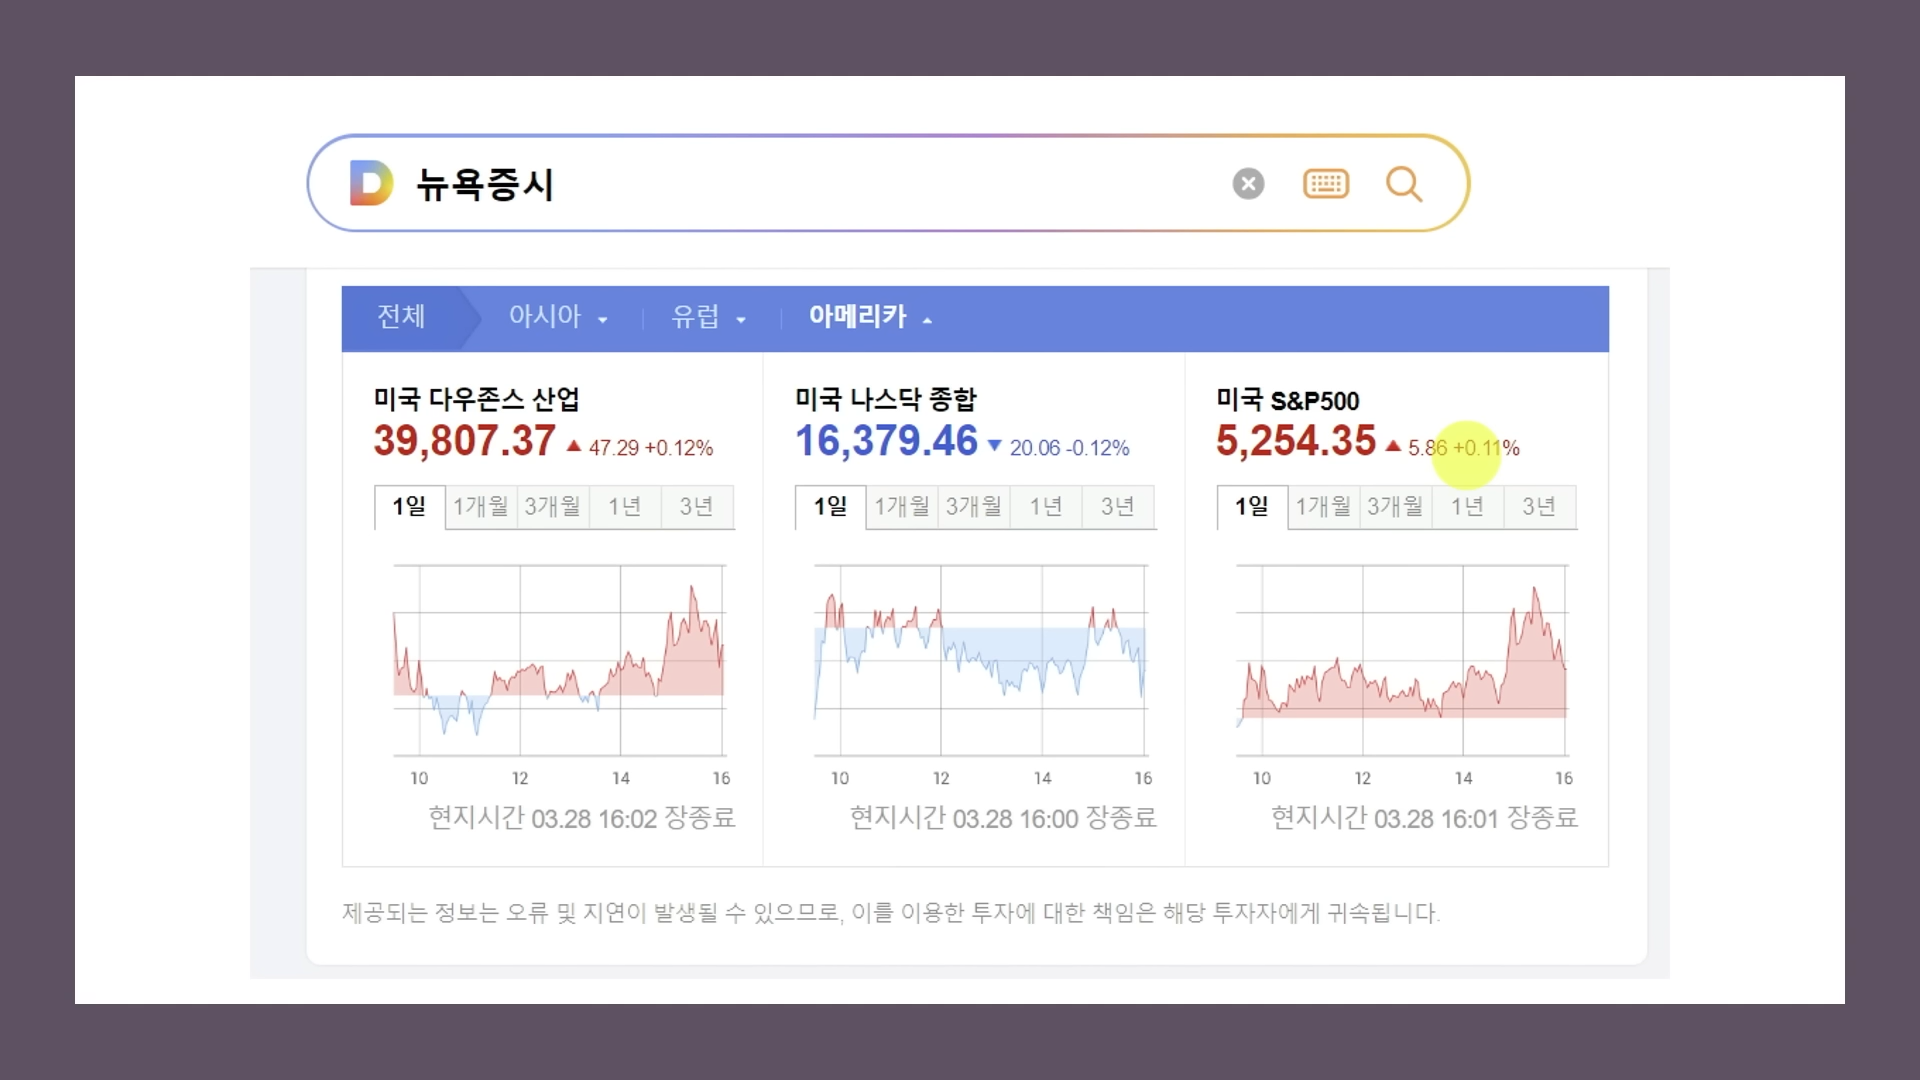 D 뉴욕증시
전체 아시아 유럽 아메리카
미국 다우존스 산업
39,807.37 ▲ 47.29 +0.12%
1일 1개월 3개월 1년 3년
10 12 14 16
현지시간 03.28 16:02 장종료
미국 나스닥 종합
16,379.46 ▼ 20.06 -0.12%
1일 1개월 3개월 1년 3년
10 12 14 16
현지시간 03.28 16:00 장종료
미국 S&P500
5,254.35 ▲ 5.86 +0.11%
1일 1개월 3개월 1년 3년
10 12 14 16
현지시간 03.28 16:01 장종료
제공되는 정보는 오류 및 지연이 발생될 수 있으므로, 이를 이용한 투자에 대한 책임은 해당 투자자에게 귀속됩니다.